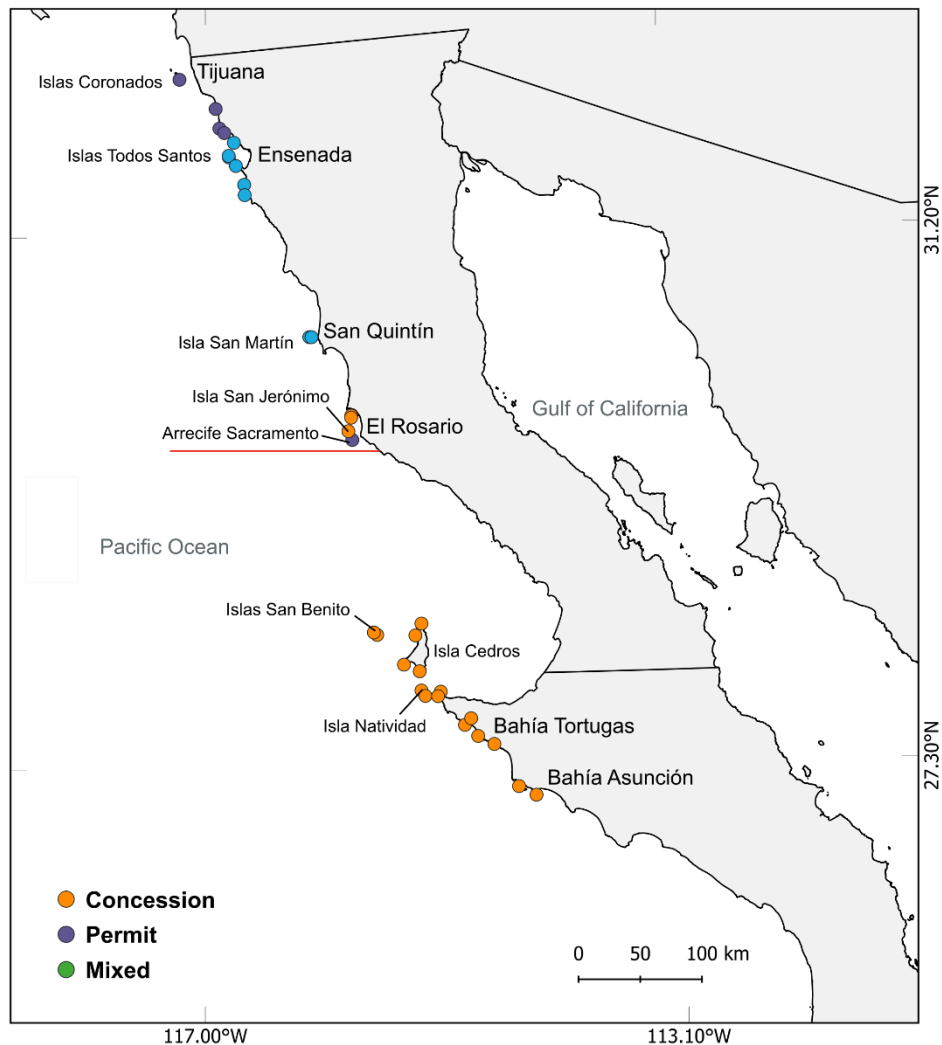 Tijuana
Islas Coronados
Islas Todos Santos
Ensenada
31.20°N
San Quintín
Isla San Martín
Isla San Jerónimo
Gulf of California
El Rosario
Arrecife Sacramento
Pacific Ocean
Islas San Benito
Isla Cedros
Isla Natividad
Bahía Tortugas
27.30°N
Bahía Asunción
Concession
Permit
Mixed
0 50 100 km
117.00°W
113.10°W